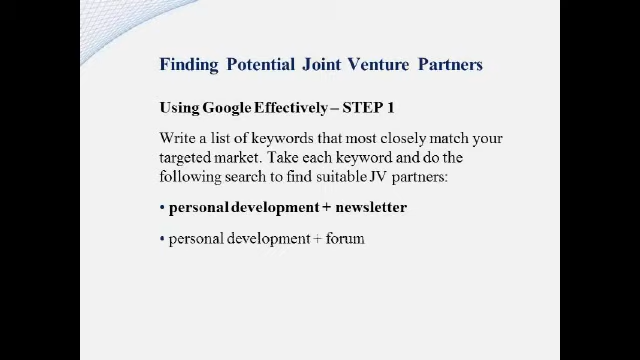 Finding Potential Joint Venture Partners
Using Google Effectively – STEP 1
Write a list of keywords that most closely match your
targeted market. Take each keyword and do the
following search to find suitable JV partners:
• personal development + newsletter
• personal development + forum